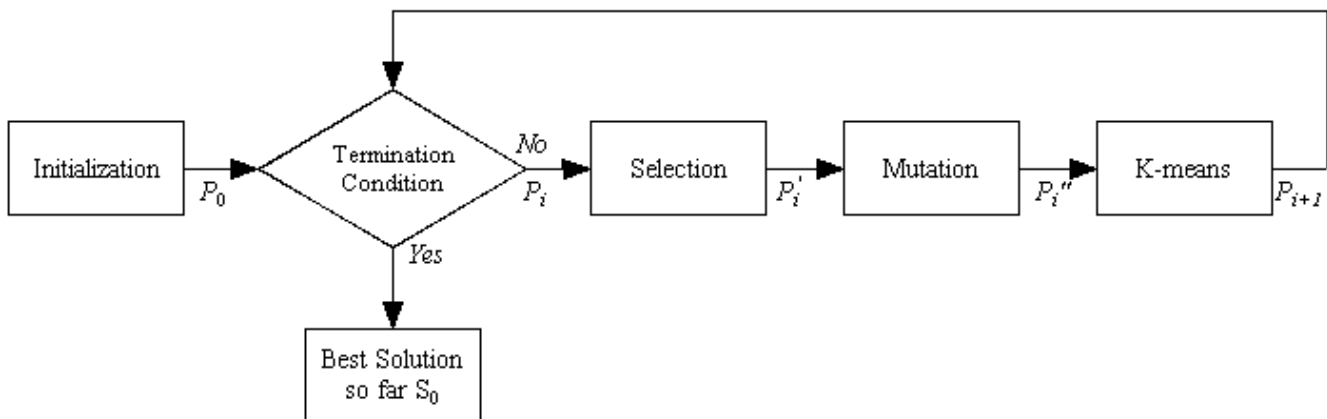 Initialization
P₀
Termination
Condition
No
Pᵢ
Selection
Pᵢ'
Mutation
Pᵢ''
K-means
Pᵢ₊₁
Yes
Best Solution
so far S₀